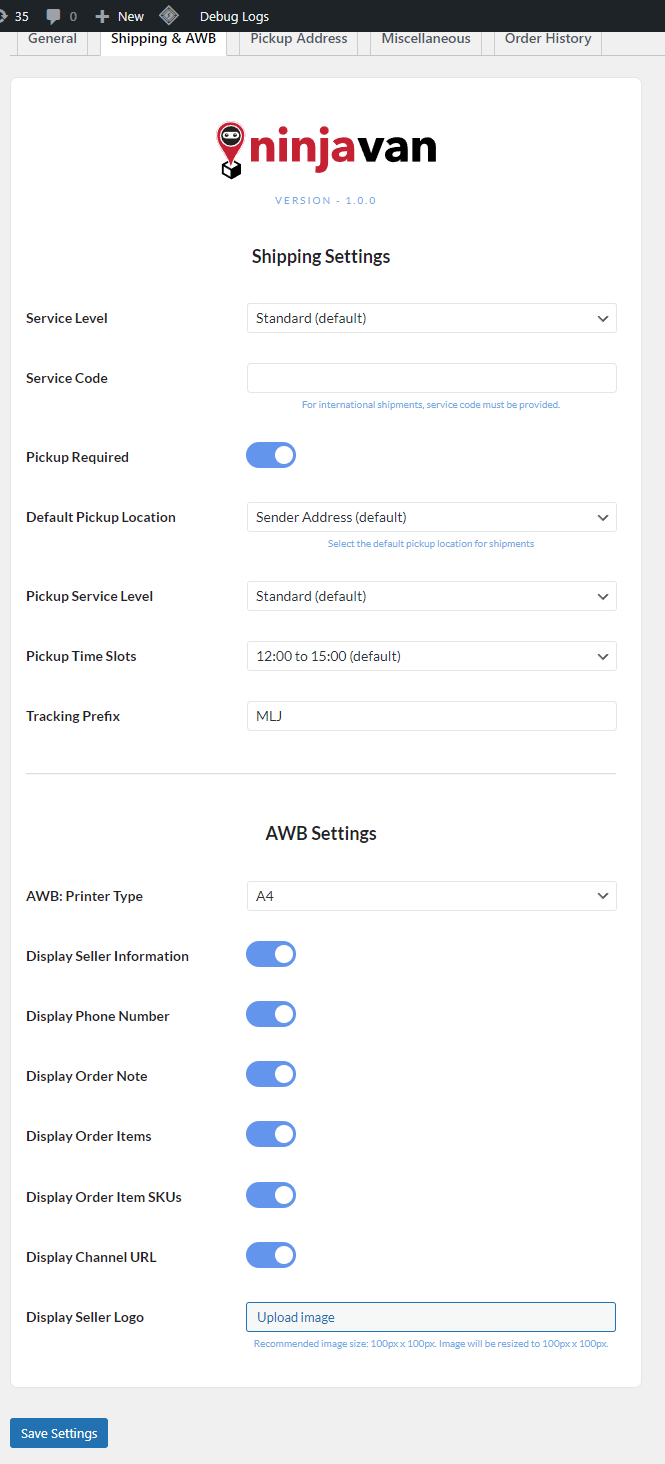 35 0 New Debug Logs
General Shipping & AWB Pickup Address Miscellaneous Order History
ninjavan
VERSION - 1.0.0
Shipping Settings
Service Level Standard (default)
Service Code
For international shipments, service code must be provided.
Pickup Required
Default Pickup Location Sender Address (default)
Select the default pickup location for shipments
Pickup Service Level Standard (default)
Pickup Time Slots 12:00 to 15:00 (default)
Tracking Prefix MLJ
AWB Settings
AWB: Printer Type A4
Display Seller Information
Display Phone Number
Display Order Note
Display Order Items
Display Order Item SKUs
Display Channel URL
Display Seller Logo Upload image
Recommended image size: 100px x 100px. Image will be resized to 100px x 100px.
Save Settings